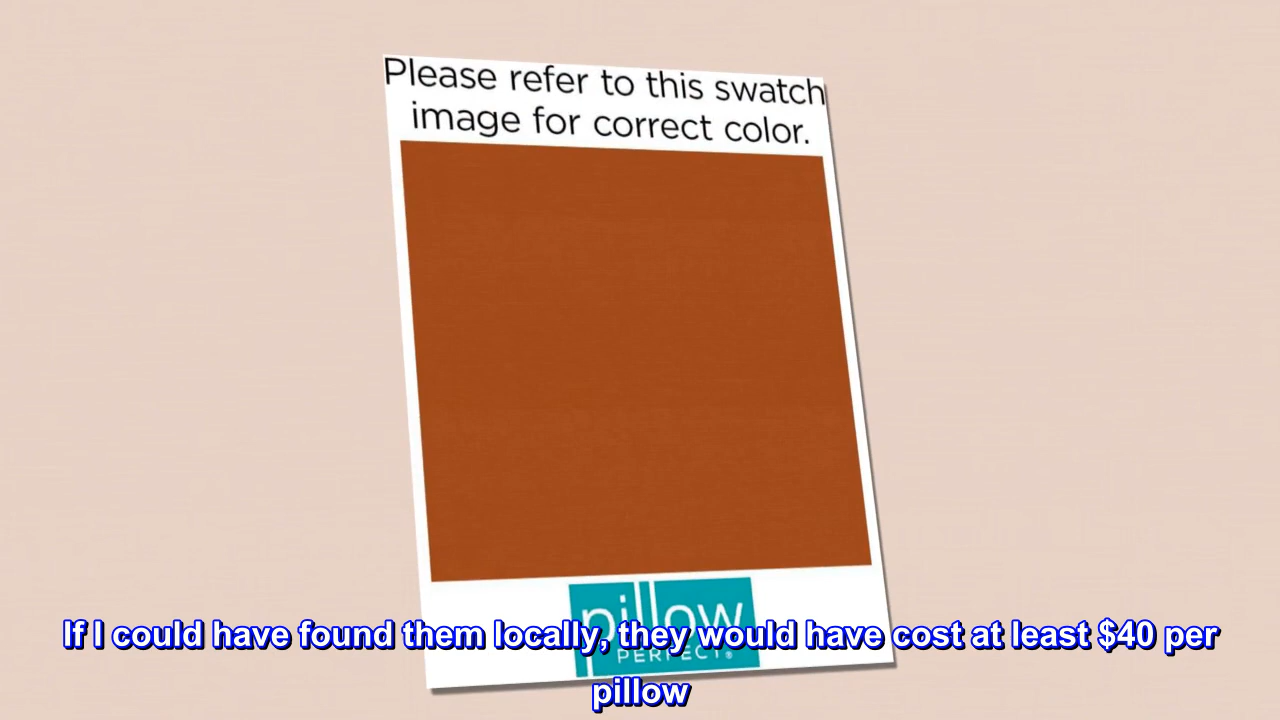 Please refer to this swatch
image for correct color.
pillow
PERFECT®
If I could have found them locally, they would have cost at least $40 per
pillow